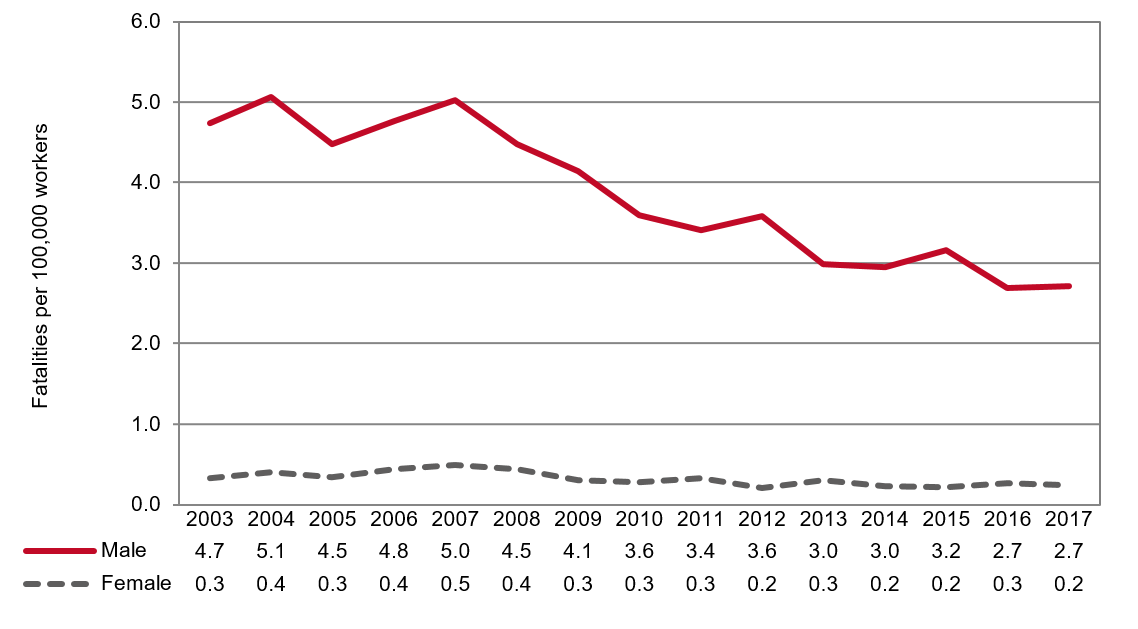 6.0
5.0
4.0
3.0
2.0
1.0
0.0
Fatalities per 100,000 workers
2003 2004 2005 2006 2007 2008 2009 2010 2011 2012 2013 2014 2015 2016 2017
Male 4.7 5.1 4.5 4.8 5.0 4.5 4.1 3.6 3.4 3.6 3.0 3.0 3.2 2.7 2.7
Female 0.3 0.4 0.3 0.4 0.5 0.4 0.3 0.3 0.3 0.2 0.3 0.2 0.2 0.3 0.2